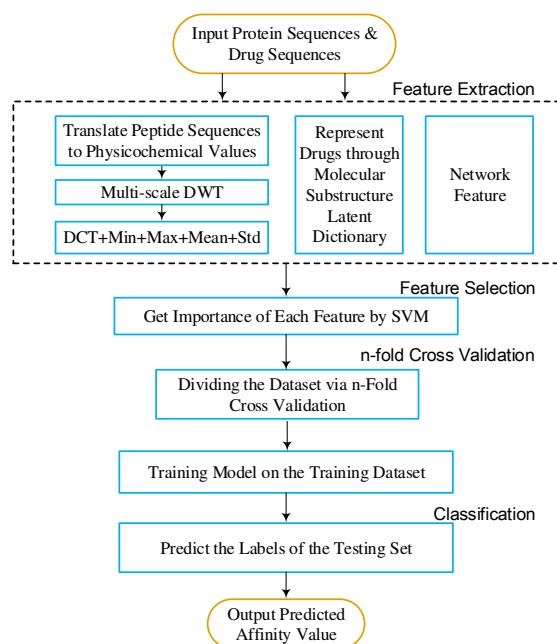 Input Protein Sequences &
Drug Sequences
Feature Extraction
Translate Peptide Sequences
to Physicochemical Values
Multi-scale DWT
DCT+Min+Max+Mean+Std
Represent
Drugs through
Molecular
Substructure
Latent
Dictionary
Network
Feature
Feature Selection
Get Importance of Each Feature by SVM
n-fold Cross Validation
Dividing the Dataset via n-Fold
Cross Validation
Training Model on the Training Dataset
Classification
Predict the Labels of the Testing Set
Output Predicted
Affinity Value